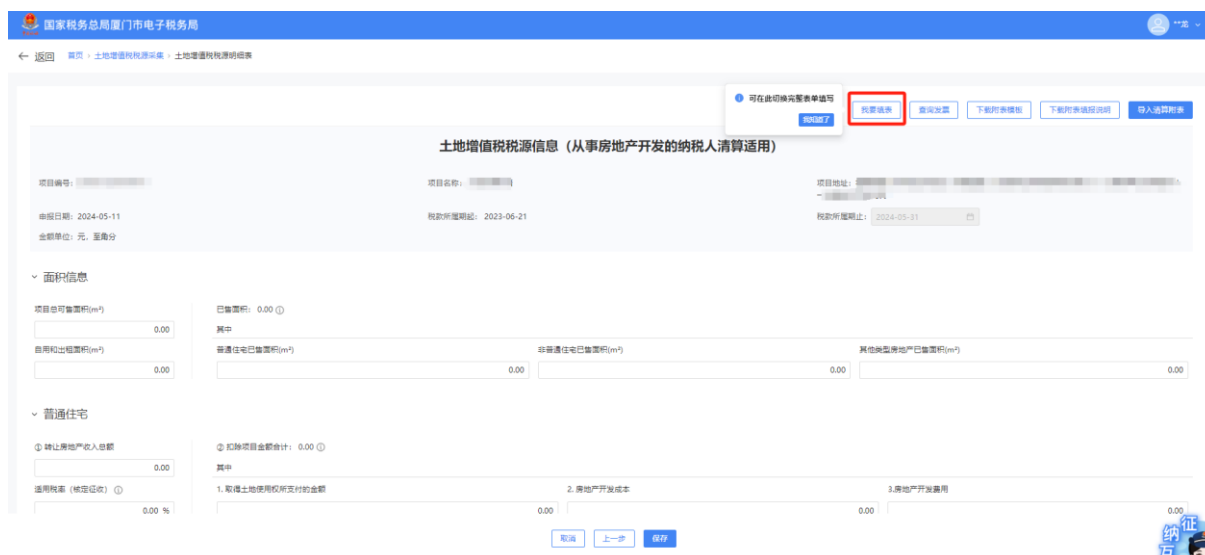 国家税务总局厦门市电子税务局
**龙
返回 首页 › 土地增值税税源采集 › 土地增值税税源明细表
可在此切换完整表单填写
我知道了
我要填表 查询发票 下载附表模板 下载附表填报说明 导入清算附表
土地增值税税源信息（从事房地产开发的纳税人清算适用）
项目编号： 项目名称： 项目地址：
申报日期：2024-05-11 税款所属期起：2023-06-21 税款所属期止：2024-05-31
金额单位：元，至角分
面积信息
项目总可售面积(m²) 已售面积：0.00
0.00 其中
自用和出租面积(m²) 普通住宅已售面积(m²) 非普通住宅已售面积(m²) 其他类型房地产已售面积(m²)
0.00 0.00 0.00 0.00
普通住宅
① 转让房地产收入总额 ② 扣除项目金额合计：0.00
0.00 其中
适用税率（核定征收） 1. 取得土地使用权所支付的金额 2. 房地产开发成本 3.房地产开发费用
0.00 % 0.00 0.00 0.00
取消 上一步 保存
征
纳
互